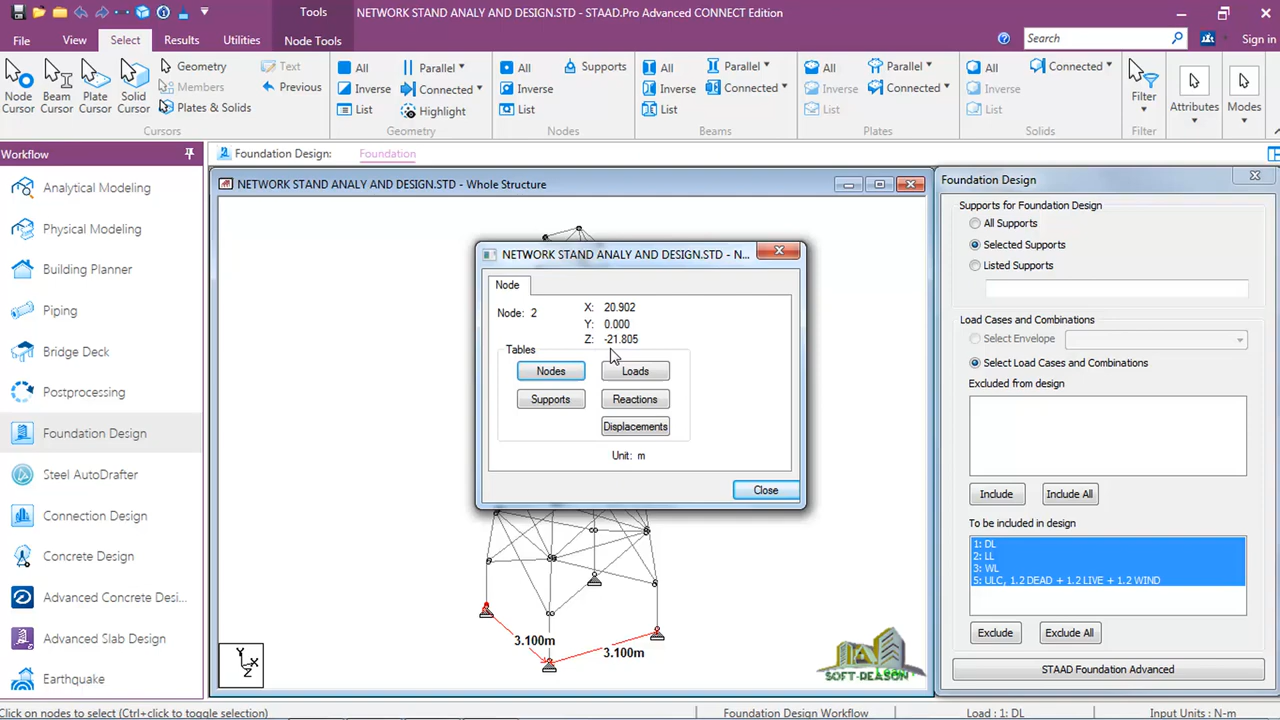 Tools
NETWORK STAND ANALY AND DESIGN.STD - STAAD.Pro Advanced CONNECT Edition
File
View
Select
Results
Utilities
Node Tools
Search
Sign in
Node Cursor
Beam Cursor
Plate Cursor
Solid Cursor
Geometry
Members
Plates & Solids
Text
Previous
Cursors
All
Inverse
List
Parallel
Connected
Highlight
Geometry
All
Inverse
List
Supports
Nodes
All
Inverse
List
Parallel
Connected
Beams
All
Inverse
List
Parallel
Connected
Plates
All
Inverse
List
Connected
Solids
Filter
Filter
Attributes
Modes
Workflow
Foundation Design:
Foundation
Analytical Modeling
Physical Modeling
Building Planner
Piping
Bridge Deck
Postprocessing
Foundation Design
Steel AutoDrafter
Connection Design
Concrete Design
Advanced Concrete Desi...
Advanced Slab Design
Earthquake
NETWORK STAND ANALY AND DESIGN.STD - Whole Structure
NETWORK STAND ANALY AND DESIGN.STD - N...
Node
Node: 2
X: 20.902
Y: 0.000
Z: -21.805
Tables
Nodes
Loads
Supports
Reactions
Displacements
Unit: m
Close
3.100m
3.100m
Y
X
Z
SOFT-REASON
Foundation Design
Supports for Foundation Design
All Supports
Selected Supports
Listed Supports
Load Cases and Combinations
Select Envelope
Select Load Cases and Combinations
Excluded from design
Include
Include All
To be included in design
1: DL
2: LL
3: WL
5: ULC, 1.2 DEAD + 1.2 LIVE + 1.2 WIND
Exclude
Exclude All
STAAD Foundation Advanced
Click on nodes to select (Ctrl+click to toggle selection)
Foundation Design Workflow
Load : 1: DL
Input Units : N-m